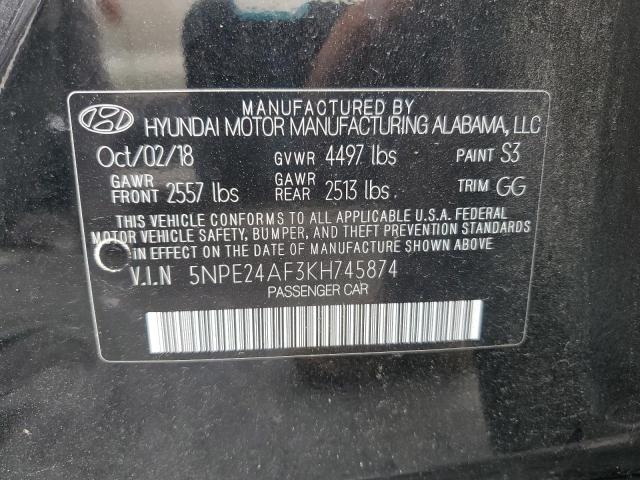 MANUFACTURED BY
HYUNDAI MOTOR MANUFACTURING ALABAMA, LLC
Oct/02/18 GVWR 4497 lbs PAINT S3
GAWR FRONT 2557 lbs GAWR REAR 2513 lbs. TRIM GG
THIS VEHICLE CONFORMS TO ALL APPLICABLE U.S.A. FEDERAL
MOTOR VEHICLE SAFETY, BUMPER, AND THEFT PREVENTION STANDARDS
IN EFFECT ON THE DATE OF MANUFACTURE SHOWN ABOVE.
V.I.N 5NPE24AF3KH745874
PASSENGER CAR